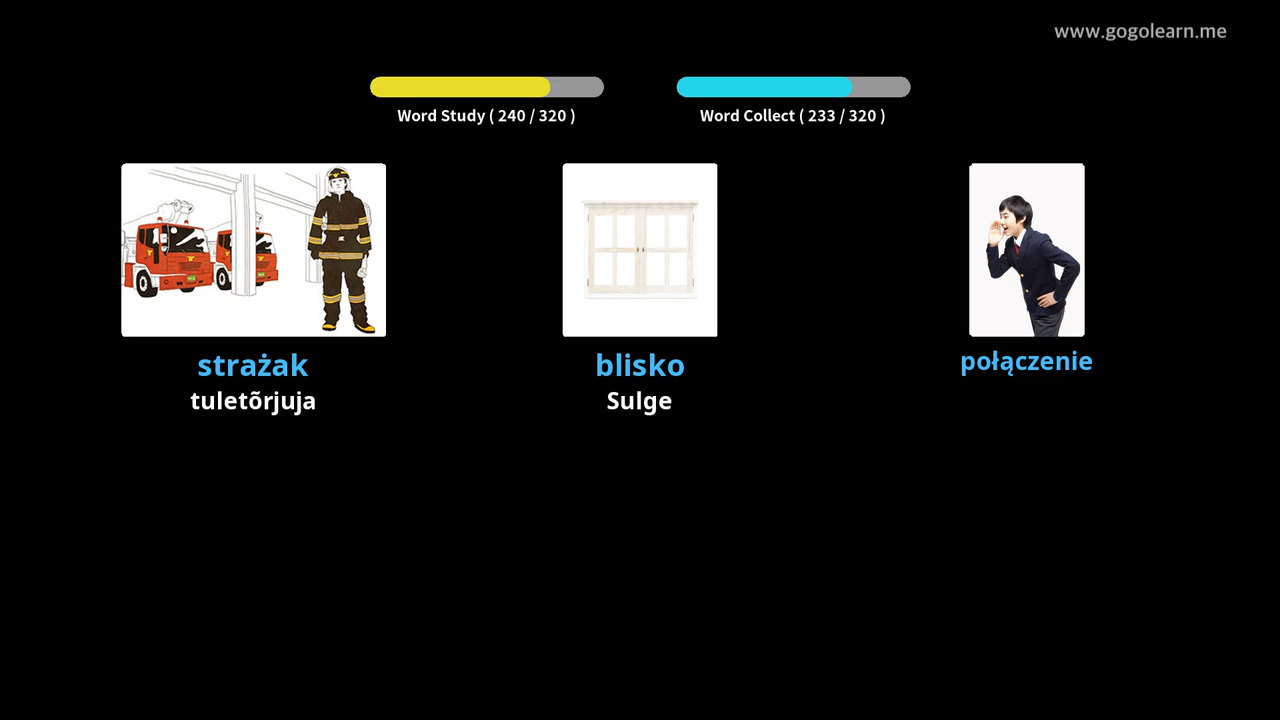 www.gogolearn.me
Word Study ( 240 / 320 )
Word Collect ( 233 / 320 )
strażak
tuletõrjuja
blisko
Sulge
połączenie